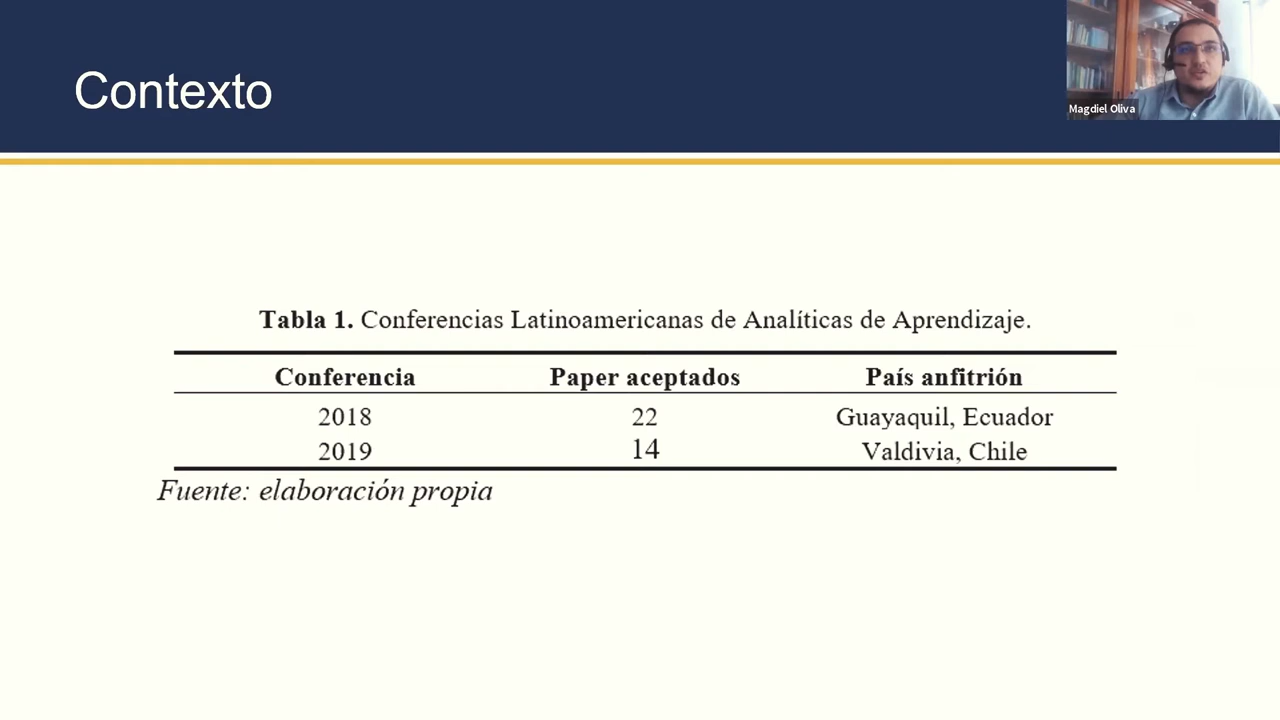 Contexto
Magdiel Oliva
Tabla 1. Conferencias Latinoamericanas de Analíticas de Aprendizaje.
Conferencia Paper aceptados País anfitrión
2018 22 Guayaquil, Ecuador
2019 14 Valdivia, Chile
Fuente: elaboración propia